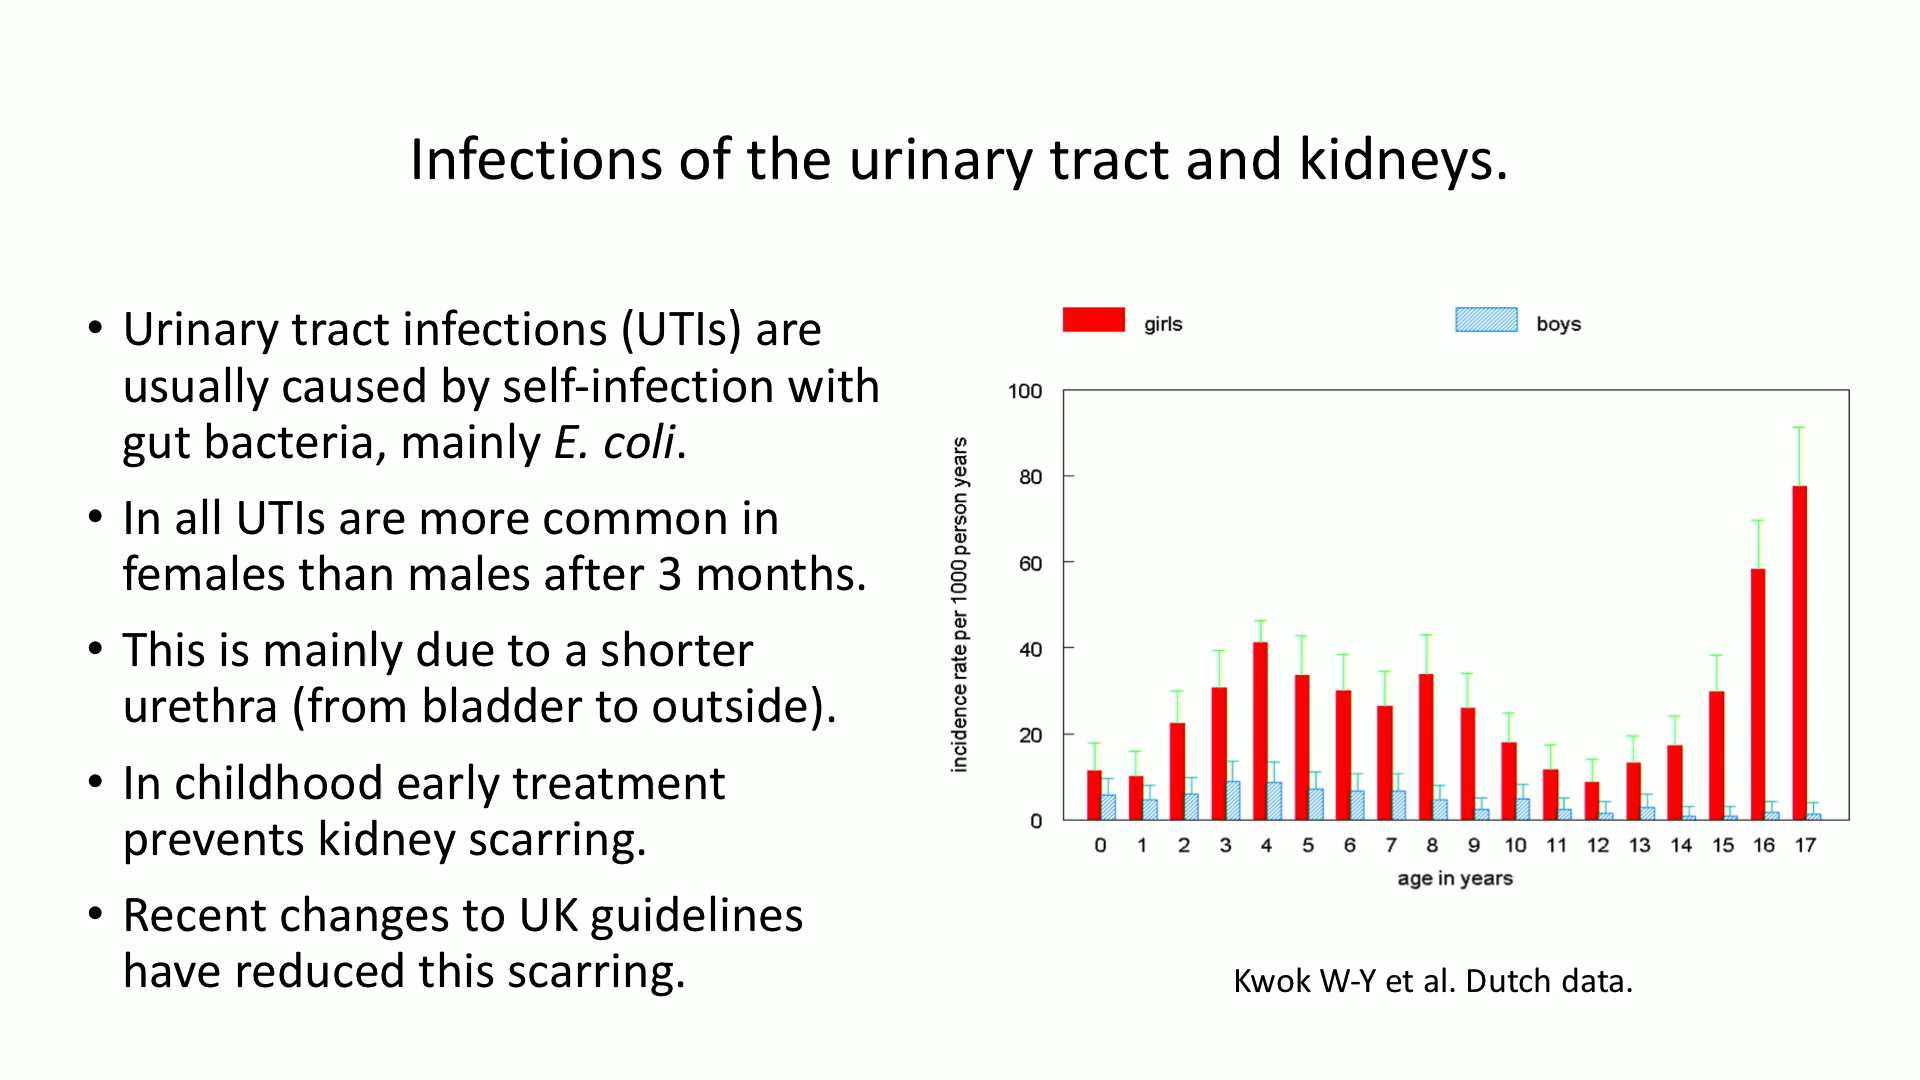 Infections of the urinary tract and kidneys.
• Urinary tract infections (UTIs) are
usually caused by self-infection with
gut bacteria, mainly E. coli.
• In all UTIs are more common in
females than males after 3 months.
• This is mainly due to a shorter
urethra (from bladder to outside).
• In childhood early treatment
prevents kidney scarring.
• Recent changes to UK guidelines
have reduced this scarring.
girls boys
incidence rate per 1000 person years
100
80
60
40
20
0
0 1 2 3 4 5 6 7 8 9 10 11 12 13 14 15 16 17
age in years
Kwok W-Y et al. Dutch data.